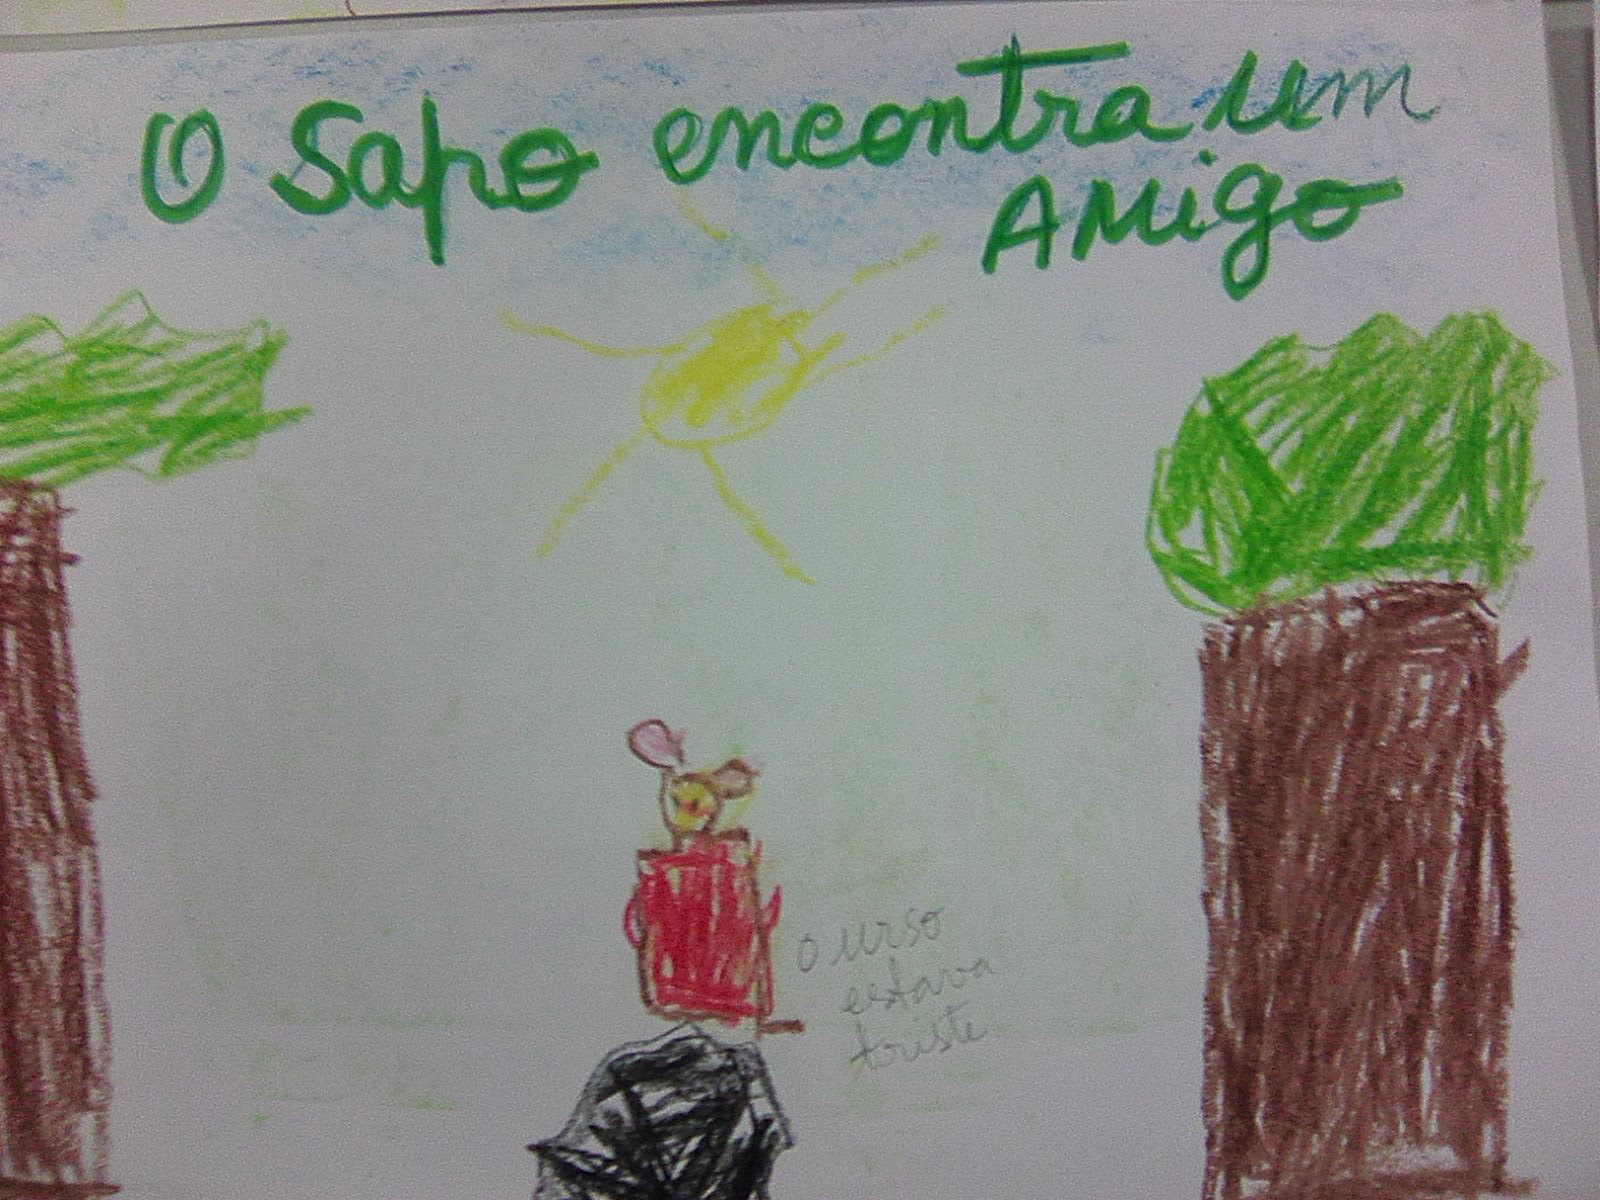 O Sapo encontra um
Amigo
o urso
estava
triste